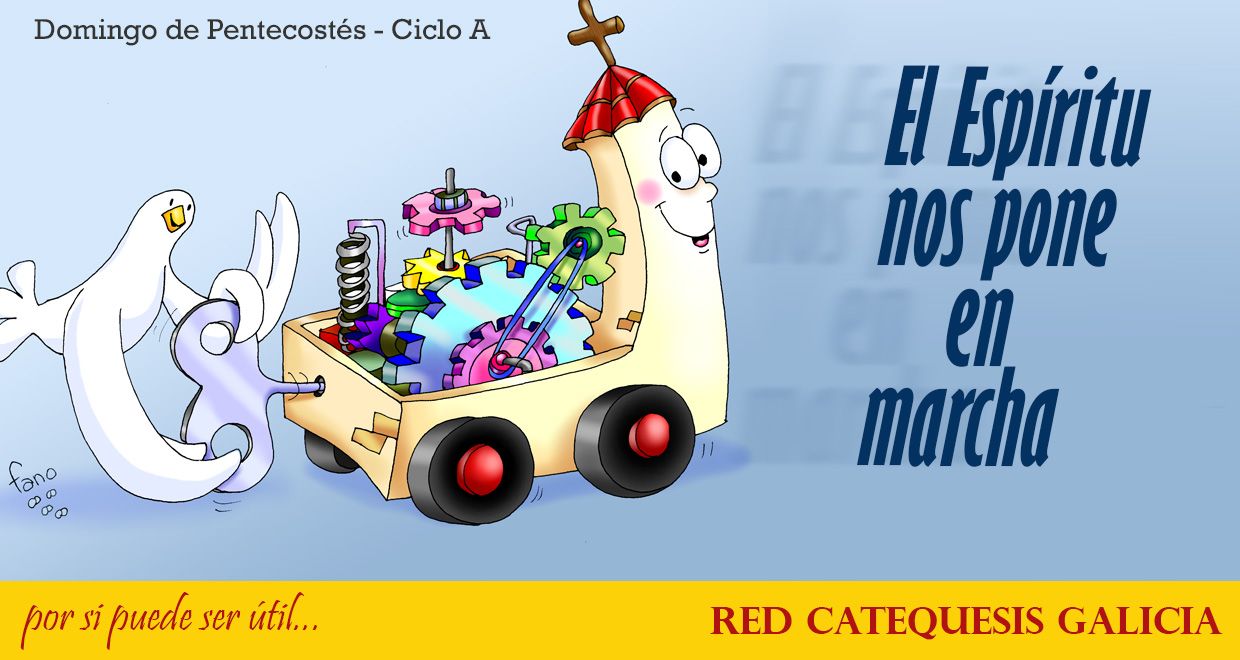 Domingo de Pentecostés - Ciclo A
El Espíritu
nos pone
en
marcha
fano
por si puede ser útil...
RED CATEQUESIS GALICIA